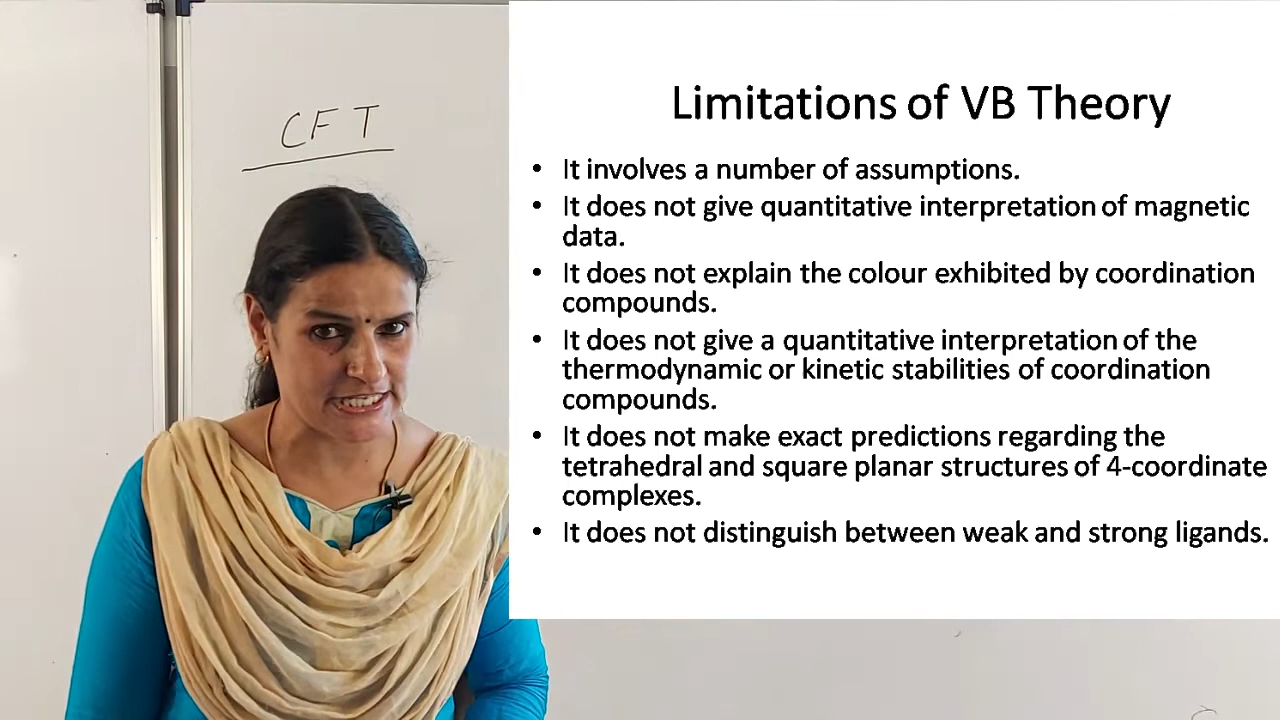 CFT
Limitations of VB Theory
• It involves a number of assumptions.
• It does not give quantitative interpretation of magnetic
data.
• It does not explain the colour exhibited by coordination
compounds.
• It does not give a quantitative interpretation of the
thermodynamic or kinetic stabilities of coordination
compounds.
• It does not make exact predictions regarding the
tetrahedral and square planar structures of 4-coordinate
complexes.
• It does not distinguish between weak and strong ligands.